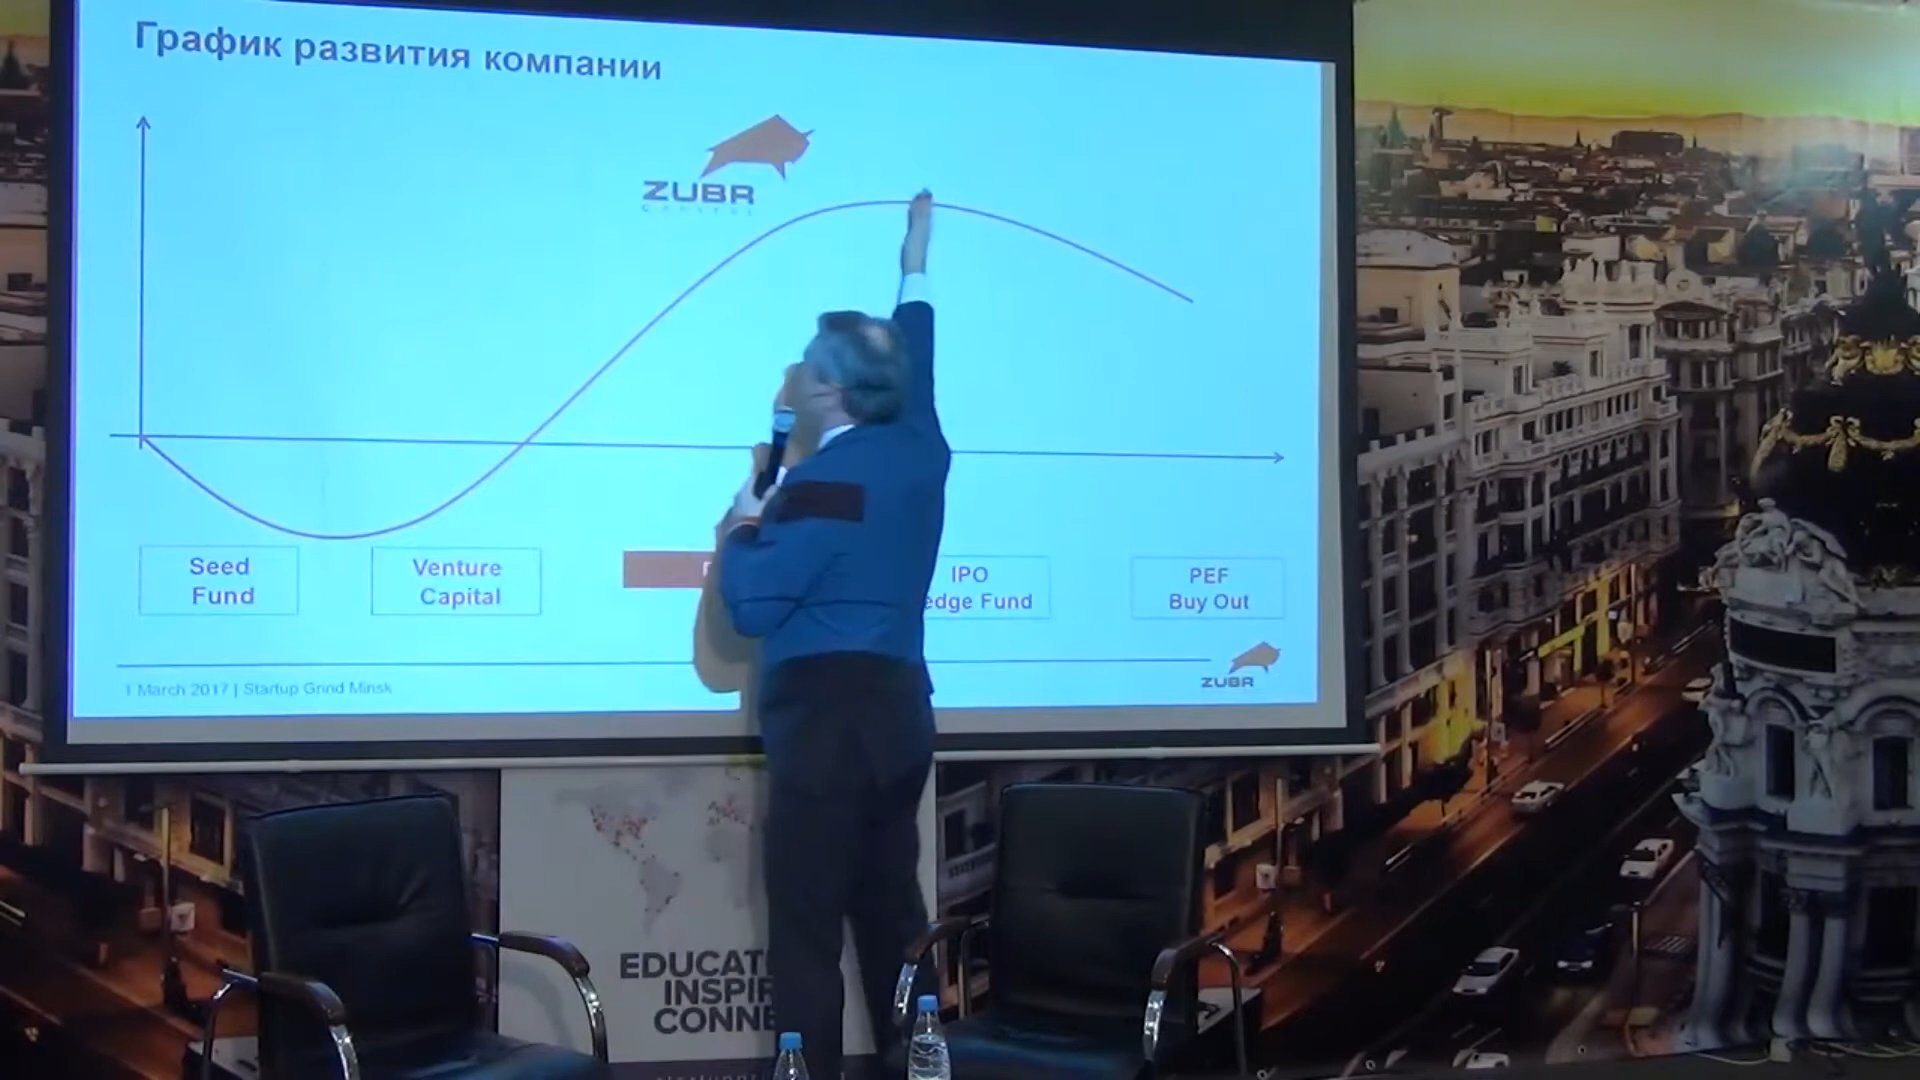 График развития компании
ZUBR
CAPITAL
Seed
Fund
Venture
Capital
IPO
edge Fund
PEF
Buy Out
1 March 2017 | Startup Grind Minsk
ZUBR
EDUCAT
INSPIR
CONNE